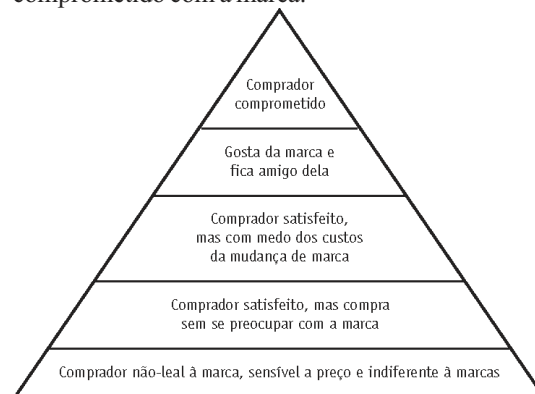 comprometido com a marca.
Comprador
comprometido
Gosta da marca e
fica amigo dela
Comprador satisfeito,
mas com medo dos custos
da mudança de marca
Comprador satisfeito, mas compra
sem se preocupar com a marca
Comprador não-leal à marca, sensível a preço e indiferente à marcas